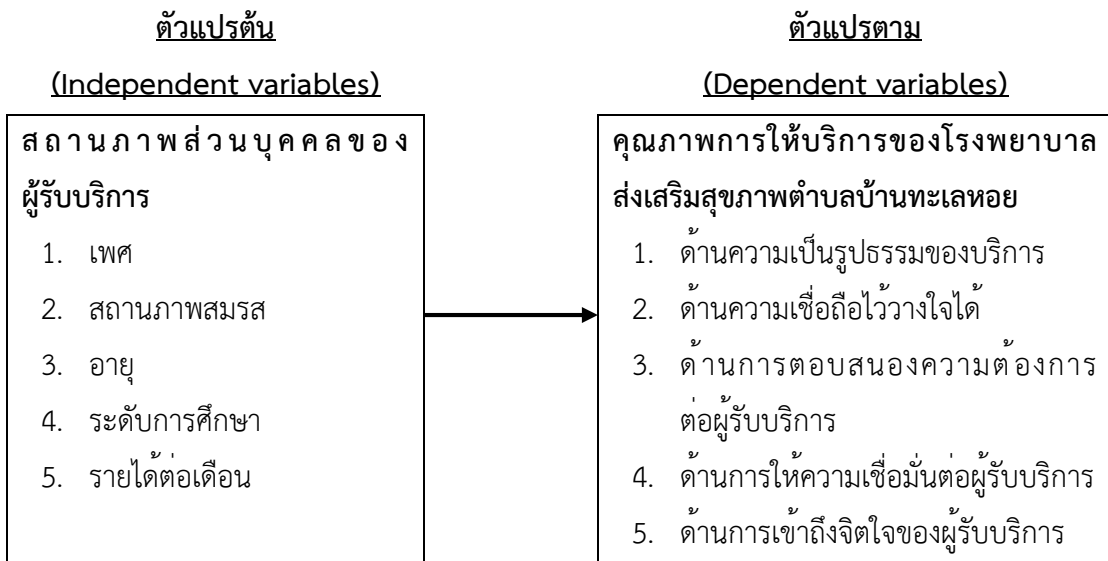 ตัวแปรต้น
(Independent variables)
สถานภาพส่วนบุคคลของ
ผู้รับบริการ
1. เพศ
2. สถานภาพสมรส
3. อายุ
4. ระดับการศึกษา
5. รายได้ต่อเดือน
ตัวแปรตาม
(Dependent variables)
คุณภาพการให้บริการของโรงพยาบาล
ส่งเสริมสุขภาพตำบลบ้านทะเลหอย
1. ด้านความเป็นรูปธรรมของบริการ
2. ด้านความเชื่อถือไว้วางใจได้
3. ด้านการตอบสนองความต้องการ
ต่อผู้รับบริการ
4. ด้านการให้ความเชื่อมั่นต่อผู้รับบริการ
5. ด้านการเข้าถึงจิตใจของผู้รับบริการ